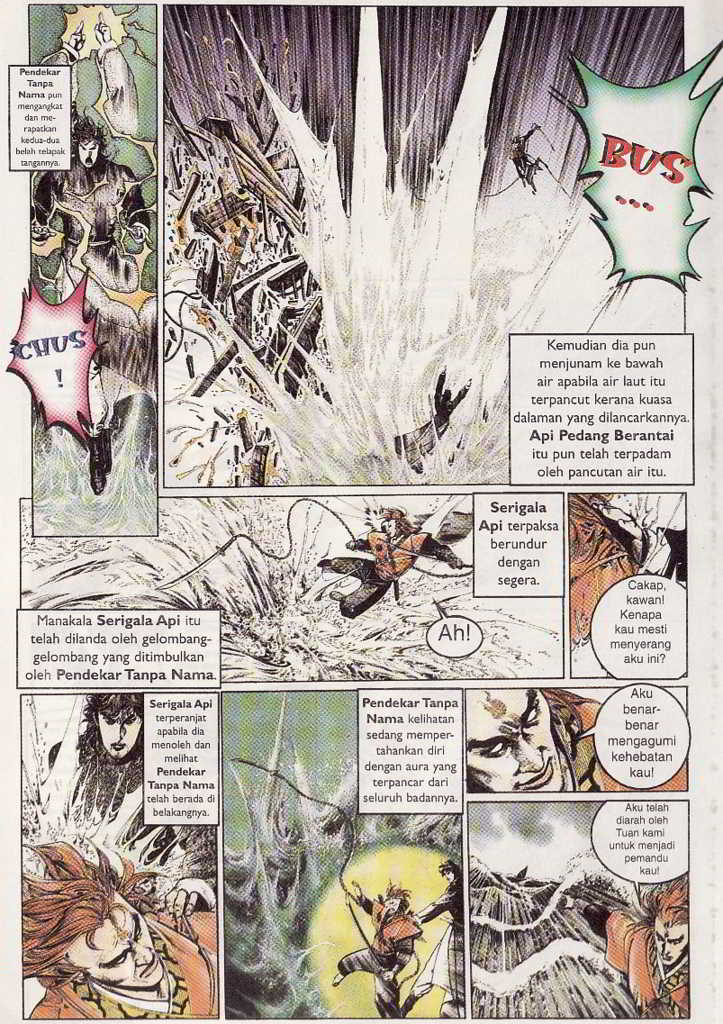 Pendekar
Tanpa
Nama pun
mengangkat
dan me-
rapatkan
kedua-dua
belah telapak
tangannya.
CHUS
!
BUS
...
Kemudian dia pun
menjunam ke bawah
air apabila air laut itu
terpancut kerana kuasa
dalaman yang dilancarkannya.
Api Pedang Berantai
itu pun telah terpadam
oleh pancutan air itu.
Manakala Serigala Api itu
telah dilanda oleh gelombang-
gelombang yang ditimbulkan
oleh Pendekar Tanpa Nama.
Ah!
Serigala
Api terpaksa
berundur
dengan
segera.
Cakap,
kawan!
Kenapa
kau mesti
menyerang
aku ini?
Serigala Api
terperanjat
apabila dia
menoleh dan
melihat
Pendekar
Tanpa Nama
telah berada di
belakangnya.
Pendekar Tanpa
Nama kelihatan
sedang memper-
tahankan diri
dengan aura yang
terpancar dari
seluruh badannya.
Aku
benar-
benar
mengagumi
kehebatan
kau!
Aku telah
diarah oleh
Tuan kami
untuk menjadi
pemandu
kau!